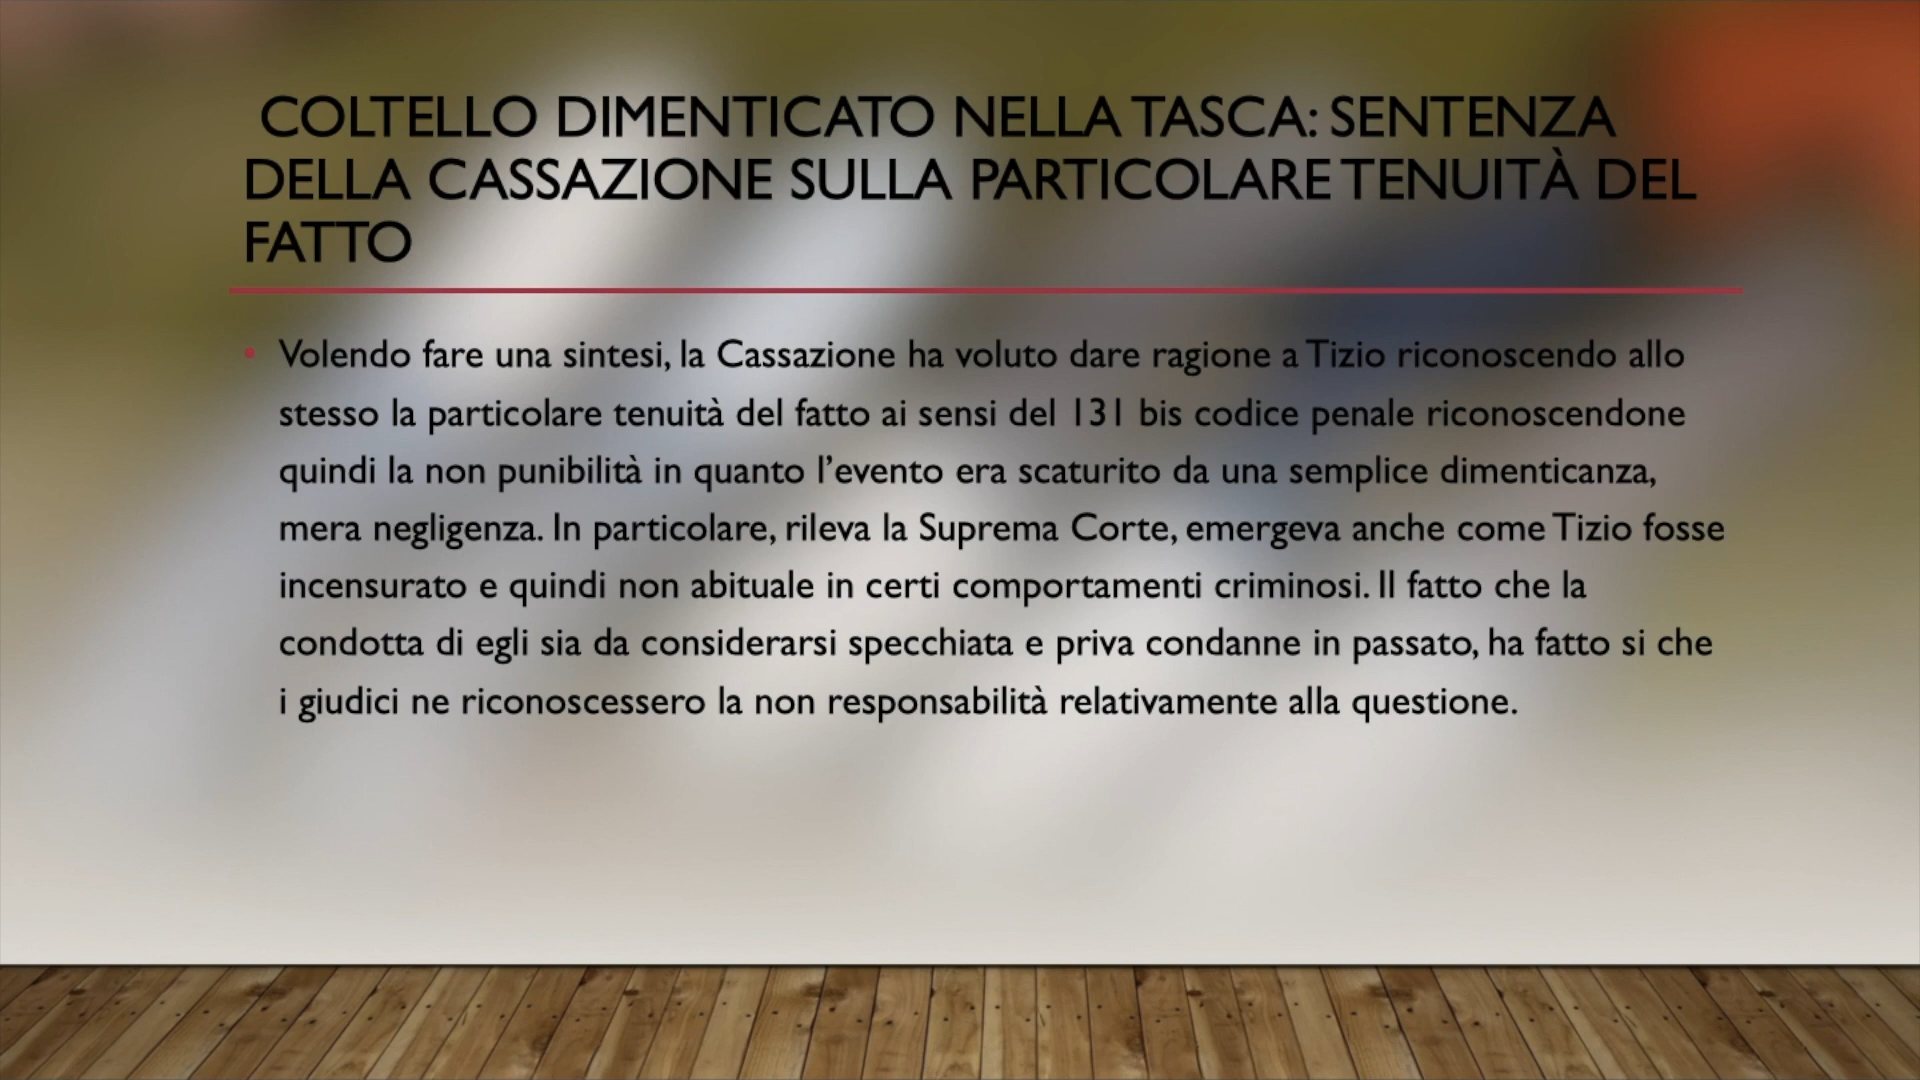 COLTELLO DIMENTICATO NELLA TASCA: SENTENZA
DELLA CASSAZIONE SULLA PARTICOLARE TENUITÀ DEL
FATTO
• Volendo fare una sintesi, la Cassazione ha voluto dare ragione a Tizio riconoscendo allo
stesso la particolare tenuità del fatto ai sensi del 131 bis codice penale riconoscendone
quindi la non punibilità in quanto l’evento era scaturito da una semplice dimenticanza,
mera negligenza. In particolare, rileva la Suprema Corte, emergeva anche come Tizio fosse
incensurato e quindi non abituale in certi comportamenti criminosi. Il fatto che la
condotta di egli sia da considerarsi specchiata e priva condanne in passato, ha fatto si che
i giudici ne riconoscessero la non responsabilità relativamente alla questione.